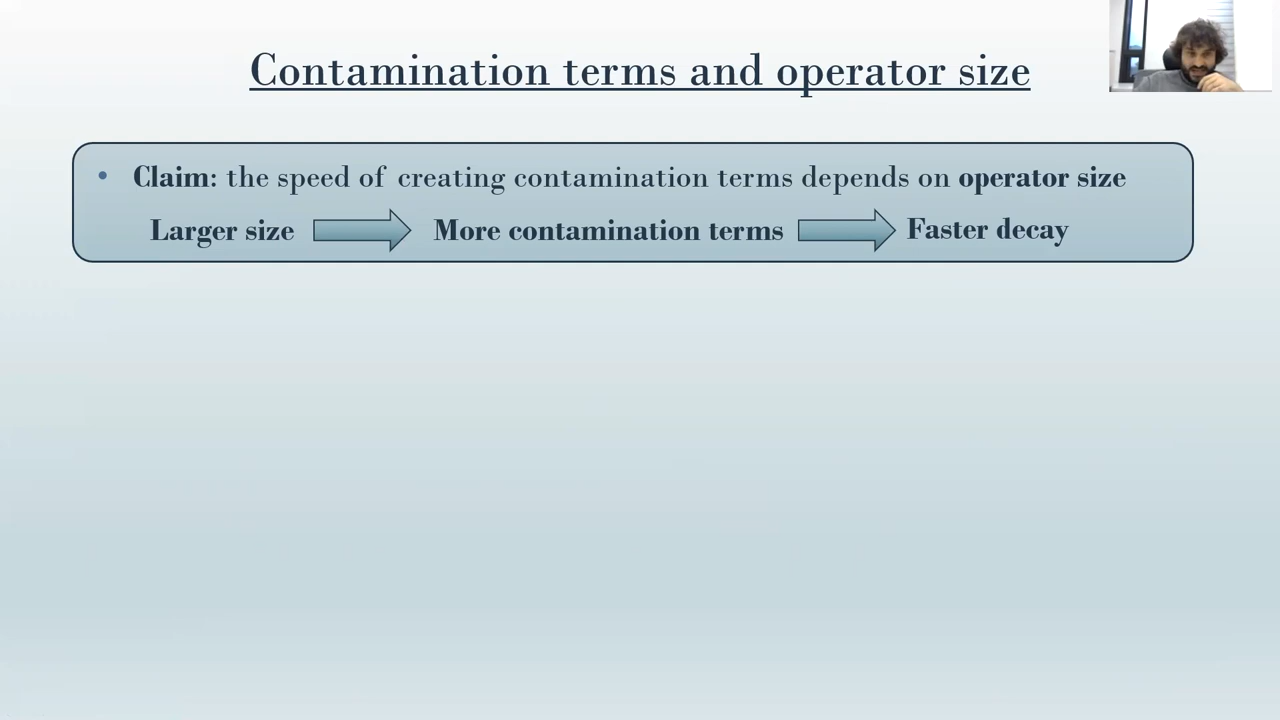 Contamination terms and operator size
• Claim: the speed of creating contamination terms depends on operator size
Larger size More contamination terms Faster decay